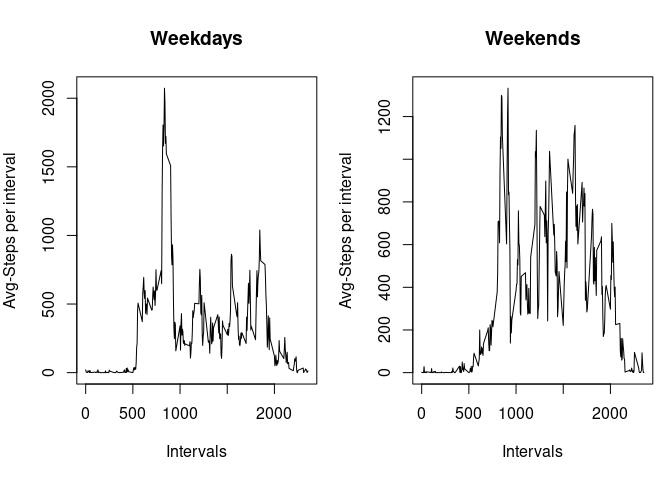 Weekdays
Avg-Steps per interval
0 500 1000 1500 2000
0 500 1000 2000
Intervals
Weekends
Avg-Steps per interval
0 200 400 600 800 1200
0 500 1000 2000
Intervals